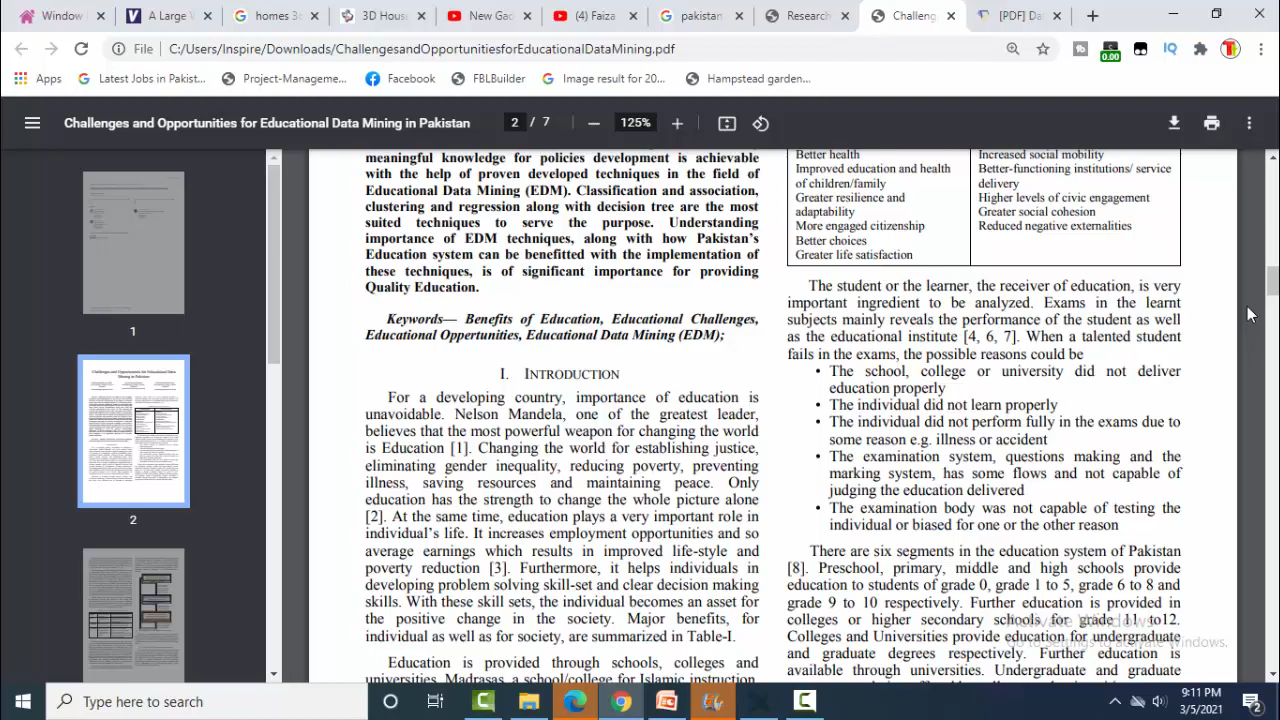 Window
A Large
homes 3
3D Hous
New Gad
(4) Faiza
pakistan
Research
Challeng
[PDF] Da
File C:/Users/Inspire/Downloads/ChallengesandOpportunitiesforEducationalDataMining.pdf
0.00
IQ
Apps
Latest Jobs in Pakist...
Project-Manageme...
Facebook
FBLBuilder
Image result for 20...
Hampstead garden...
Challenges and Opportunities for Educational Data Mining in Pakistan
2 / 7
125%
1
2
meaningful knowledge for policies development is achievable
with the help of proven developed techniques in the field of
Educational Data Mining (EDM). Classification and association,
clustering and regression along with decision tree are the most
suited techniques to serve the purpose. Understanding
importance of EDM techniques, along with how Pakistan's
Education system can be benefitted with the implementation of
these techniques, is of significant importance for providing
Quality Education.
Keywords— Benefits of Education, Educational Challenges,
Educational Oppertunities, Educational Data Mining (EDM);
I. INTRODUCTION
For a developing country, importance of education is
unavoidable. Nelson Mandela, one of the greatest leader,
believes that the most powerful weapon for changing the world
is Education [1]. Changing the world for establishing justice,
eliminating gender inequality, reducing poverty, preventing
illness, saving resources and maintaining peace. Only
education has the strength to change the whole picture alone
[2]. At the same time, education plays a very important role in
individual's life. It increases employment opportunities and so
average earnings which results in improved life-style and
poverty reduction [3]. Furthermore, it helps individuals in
developing problem solving skill-set and clear decision making
skills. With these skill sets, the individual becomes an asset for
the positive change in the society. Major benefits, for
individual as well as for society, are summarized in Table-I.
Education is provided through schools, colleges and
universities. Madrasas, a school/college for Islamic instruction,
Better health
Improved education and health
of children/family
Greater resilience and
adaptability
More engaged citizenship
Better choices
Greater life satisfaction
Increased social mobility
Better-functioning institutions/ service
delivery
Higher levels of civic engagement
Greater social cohesion
Reduced negative externalities
The student or the learner, the receiver of education, is very
important ingredient to be analyzed. Exams in the learnt
subjects mainly reveals the performance of the student as well
as the educational institute [4, 6, 7]. When a talented student
fails in the exams, the possible reasons could be
• The school, college or university did not deliver
education properly
• The individual did not learn properly
• The individual did not perform fully in the exams due to
some reason e.g. illness or accident
• The examination system, questions making and the
marking system, has some flows and not capable of
judging the education delivered
• The examination body was not capable of testing the
individual or biased for one or the other reason
There are six segments in the education system of Pakistan
[8]. Preschool, primary, middle and high schools provide
education to students of grade 0, grade 1 to 5, grade 6 to 8 and
grade 9 to 10 respectively. Further education is provided in
colleges or higher secondary schools for grade 11 to12.
Colleges and Universities provide education for undergraduate
and graduate degrees respectively. Further education is
available through universities. Undergraduate and graduate
Activate Windows
Go to Settings to activate Windows.
Type here to search
9:11 PM
3/5/2021
2